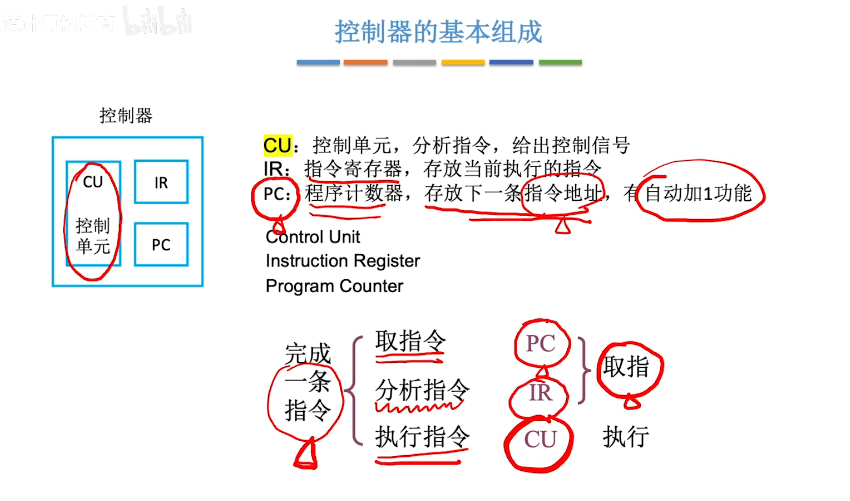 控制器的基本组成
控制器
CU
控制
单元
IR
PC
CU：控制单元，分析指令，给出控制信号
IR：指令寄存器，存放当前执行的指令
PC：程序计数器，存放下一条指令地址，有自动加1功能
Control Unit
Instruction Register
Program Counter
完成
一条
指令
取指令
分析指令
执行指令
PC
IR
CU
取指
执行